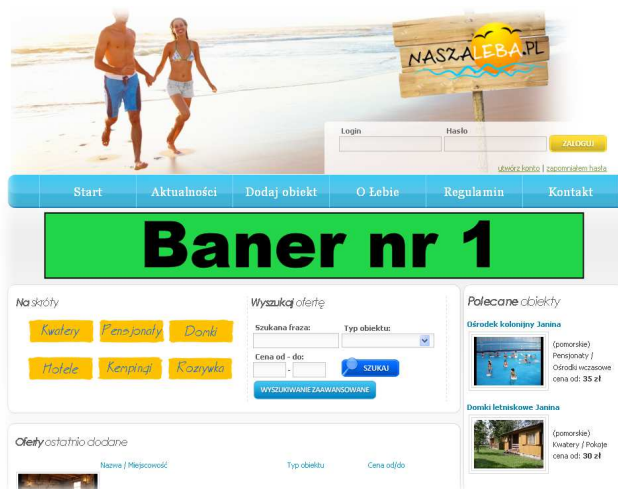 NASZALEBA.PL
Login Hasło
ZALOGUJ
utwórz konto | zapomniałem hasła
Start Aktualności Dodaj obiekt O Łebie Regulamin Kontakt
Baner nr 1
Na skróty
Kwatery Pensjonaty Domki
Hotele Kempingi Rozrywka
Wyszukaj ofertę
Szukana fraza: Typ obiektu:
Cena od - do:
- SZUKAJ
WYSZUKIWANIE ZAAWANSOWANE
Polecane obiekty
Ośrodek kolonijny Janina
(pomorskie)
Pensjonaty /
Ośrodki wczasowe
cena od: 35 zł
Domki letniskowe Janina
(pomorskie)
Kwatery / Pokoje
cena od: 30 zł
Oferty ostatnio dodane
Nazwa / Miejscowość Typ obiektu Cena od/do